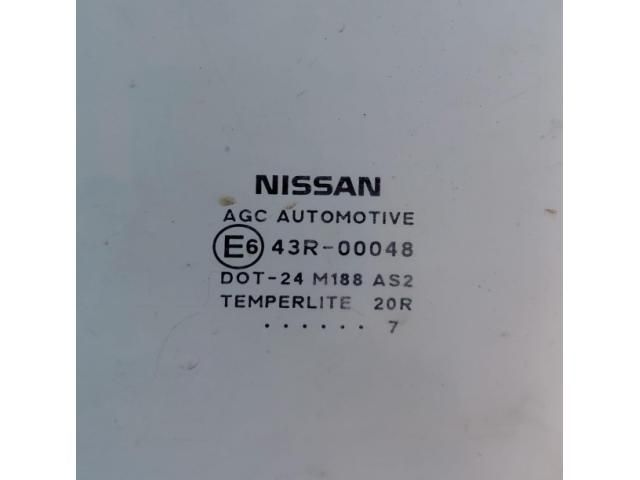 NISSAN
AGC AUTOMOTIVE
E6 43R-00048
DOT-24 M188 AS2
TEMPERLITE 20R
. . . . . . 7